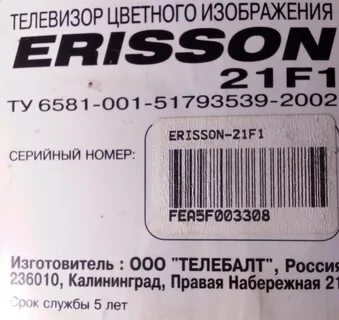 ТЕЛЕВИЗОР ЦВЕТНОГО ИЗОБРАЖЕНИЯ
ERISSON
21F1
ТУ 6581-001-51793539-2002
ERISSON-21F1
СЕРИЙНЫЙ НОМЕР:
FEA5F003308
Изготовитель : ООО "ТЕЛЕБАЛТ", Россия
236010, Калининград, Правая Набережная 21
Срок службы 5 лет